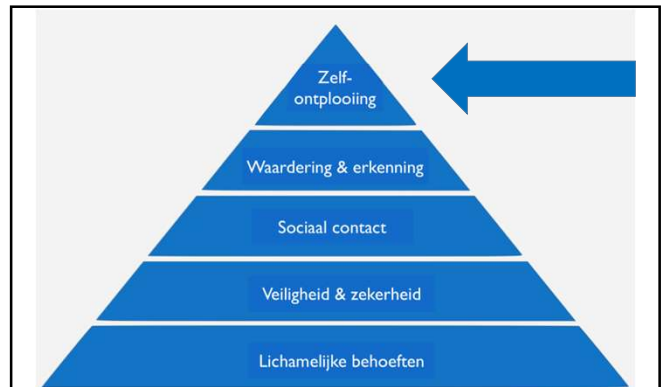 Zelf-
ontplooiing
Waardering & erkenning
Sociaal contact
Veiligheid & zekerheid
Lichamelijke behoeften